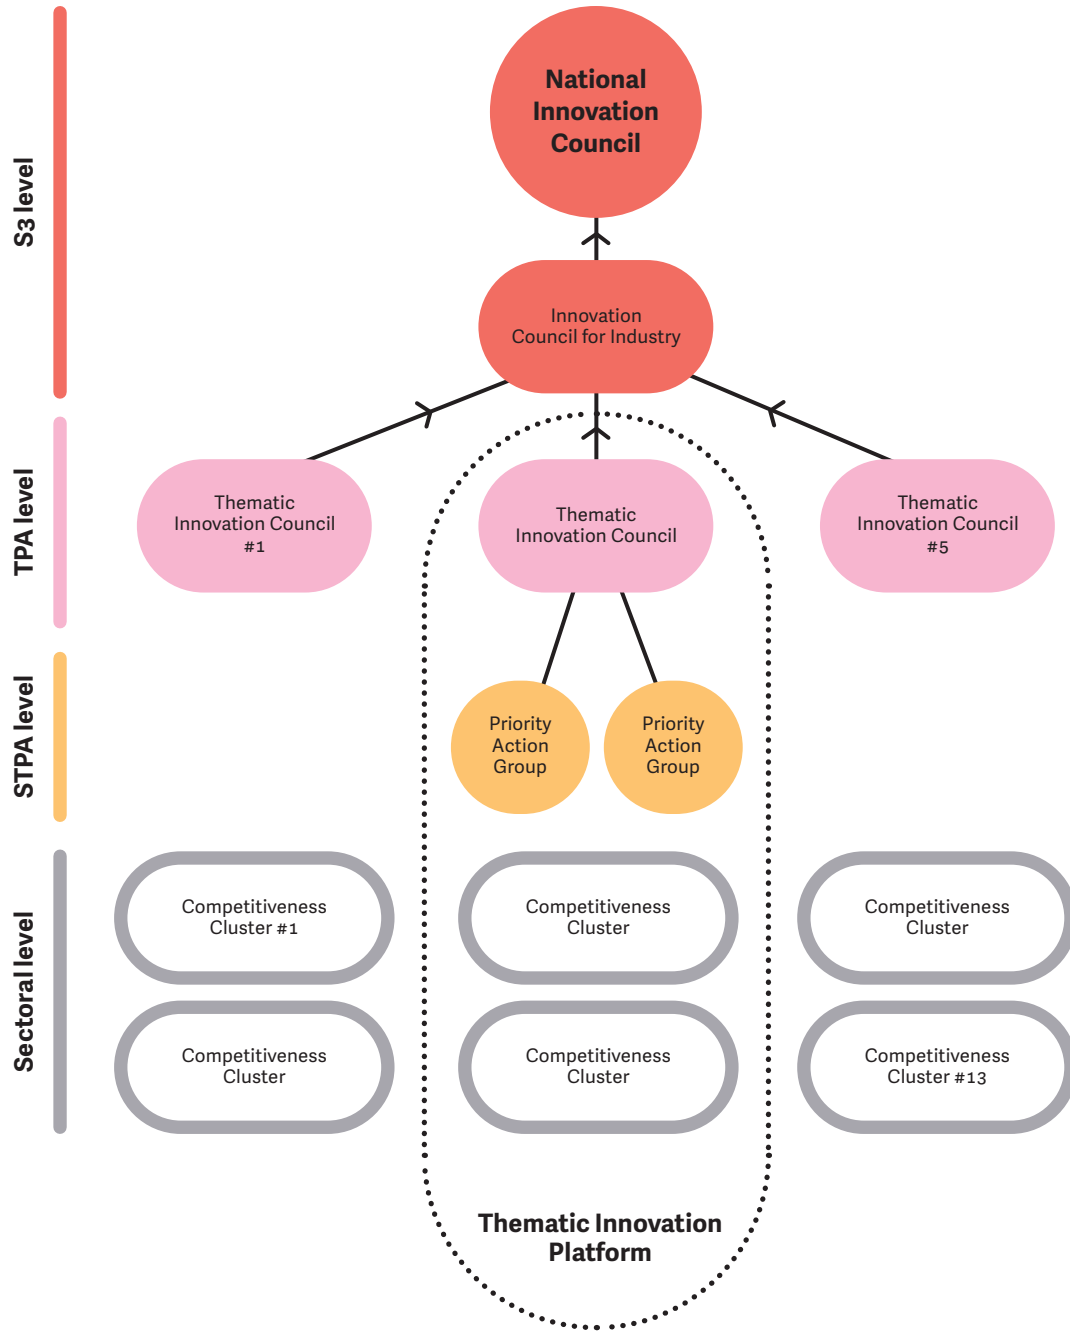 S3 level
National
Innovation
Council
Innovation
Council for Industry
TPA level
Thematic
Innovation Council
#1
Thematic
Innovation Council
Thematic
Innovation Council
#5
STPA level
Priority
Action
Group
Priority
Action
Group
Sectoral level
Competitiveness
Cluster #1
Competitiveness
Cluster
Competitiveness
Cluster
Competitiveness
Cluster
Competitiveness
Cluster
Competitiveness
Cluster #13
Thematic Innovation
Platform